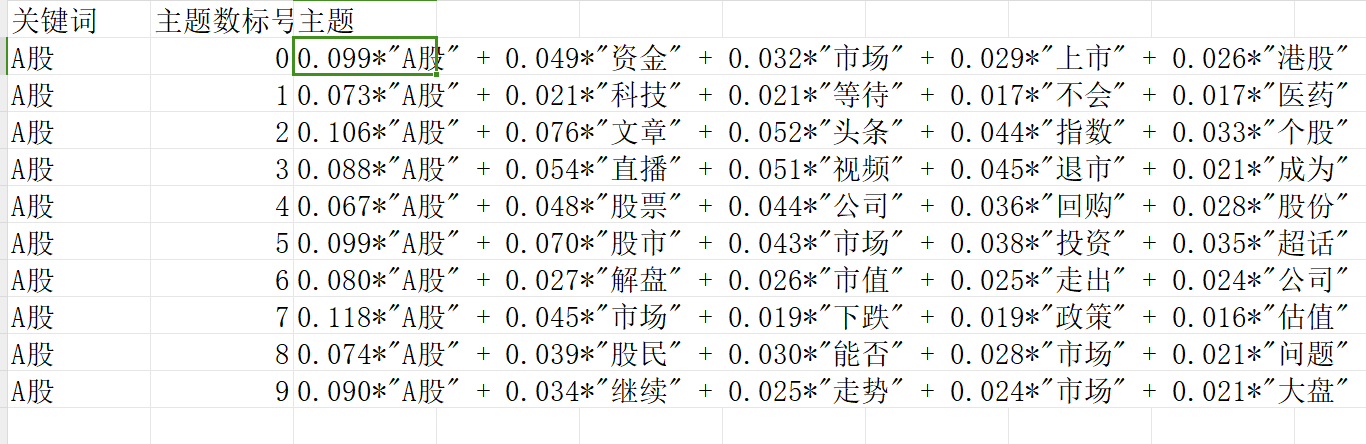 关键词 主题数标号 主题
A股 0 0.099*"A股" + 0.049*"资金" + 0.032*"市场" + 0.029*"上市" + 0.026*"港股"
A股 1 0.073*"A股" + 0.021*"科技" + 0.021*"等待" + 0.017*"不会" + 0.017*"医药"
A股 2 0.106*"A股" + 0.076*"文章" + 0.052*"头条" + 0.044*"指数" + 0.033*"个股"
A股 3 0.088*"A股" + 0.054*"直播" + 0.051*"视频" + 0.045*"退市" + 0.021*"成为"
A股 4 0.067*"A股" + 0.048*"股票" + 0.044*"公司" + 0.036*"回购" + 0.028*"股份"
A股 5 0.099*"A股" + 0.070*"股市" + 0.043*"市场" + 0.038*"投资" + 0.035*"超话"
A股 6 0.080*"A股" + 0.027*"解盘" + 0.026*"市值" + 0.025*"走出" + 0.024*"公司"
A股 7 0.118*"A股" + 0.045*"市场" + 0.019*"下跌" + 0.019*"政策" + 0.016*"估值"
A股 8 0.074*"A股" + 0.039*"股民" + 0.030*"能否" + 0.028*"市场" + 0.021*"问题"
A股 9 0.090*"A股" + 0.034*"继续" + 0.025*"走势" + 0.024*"市场" + 0.021*"大盘"